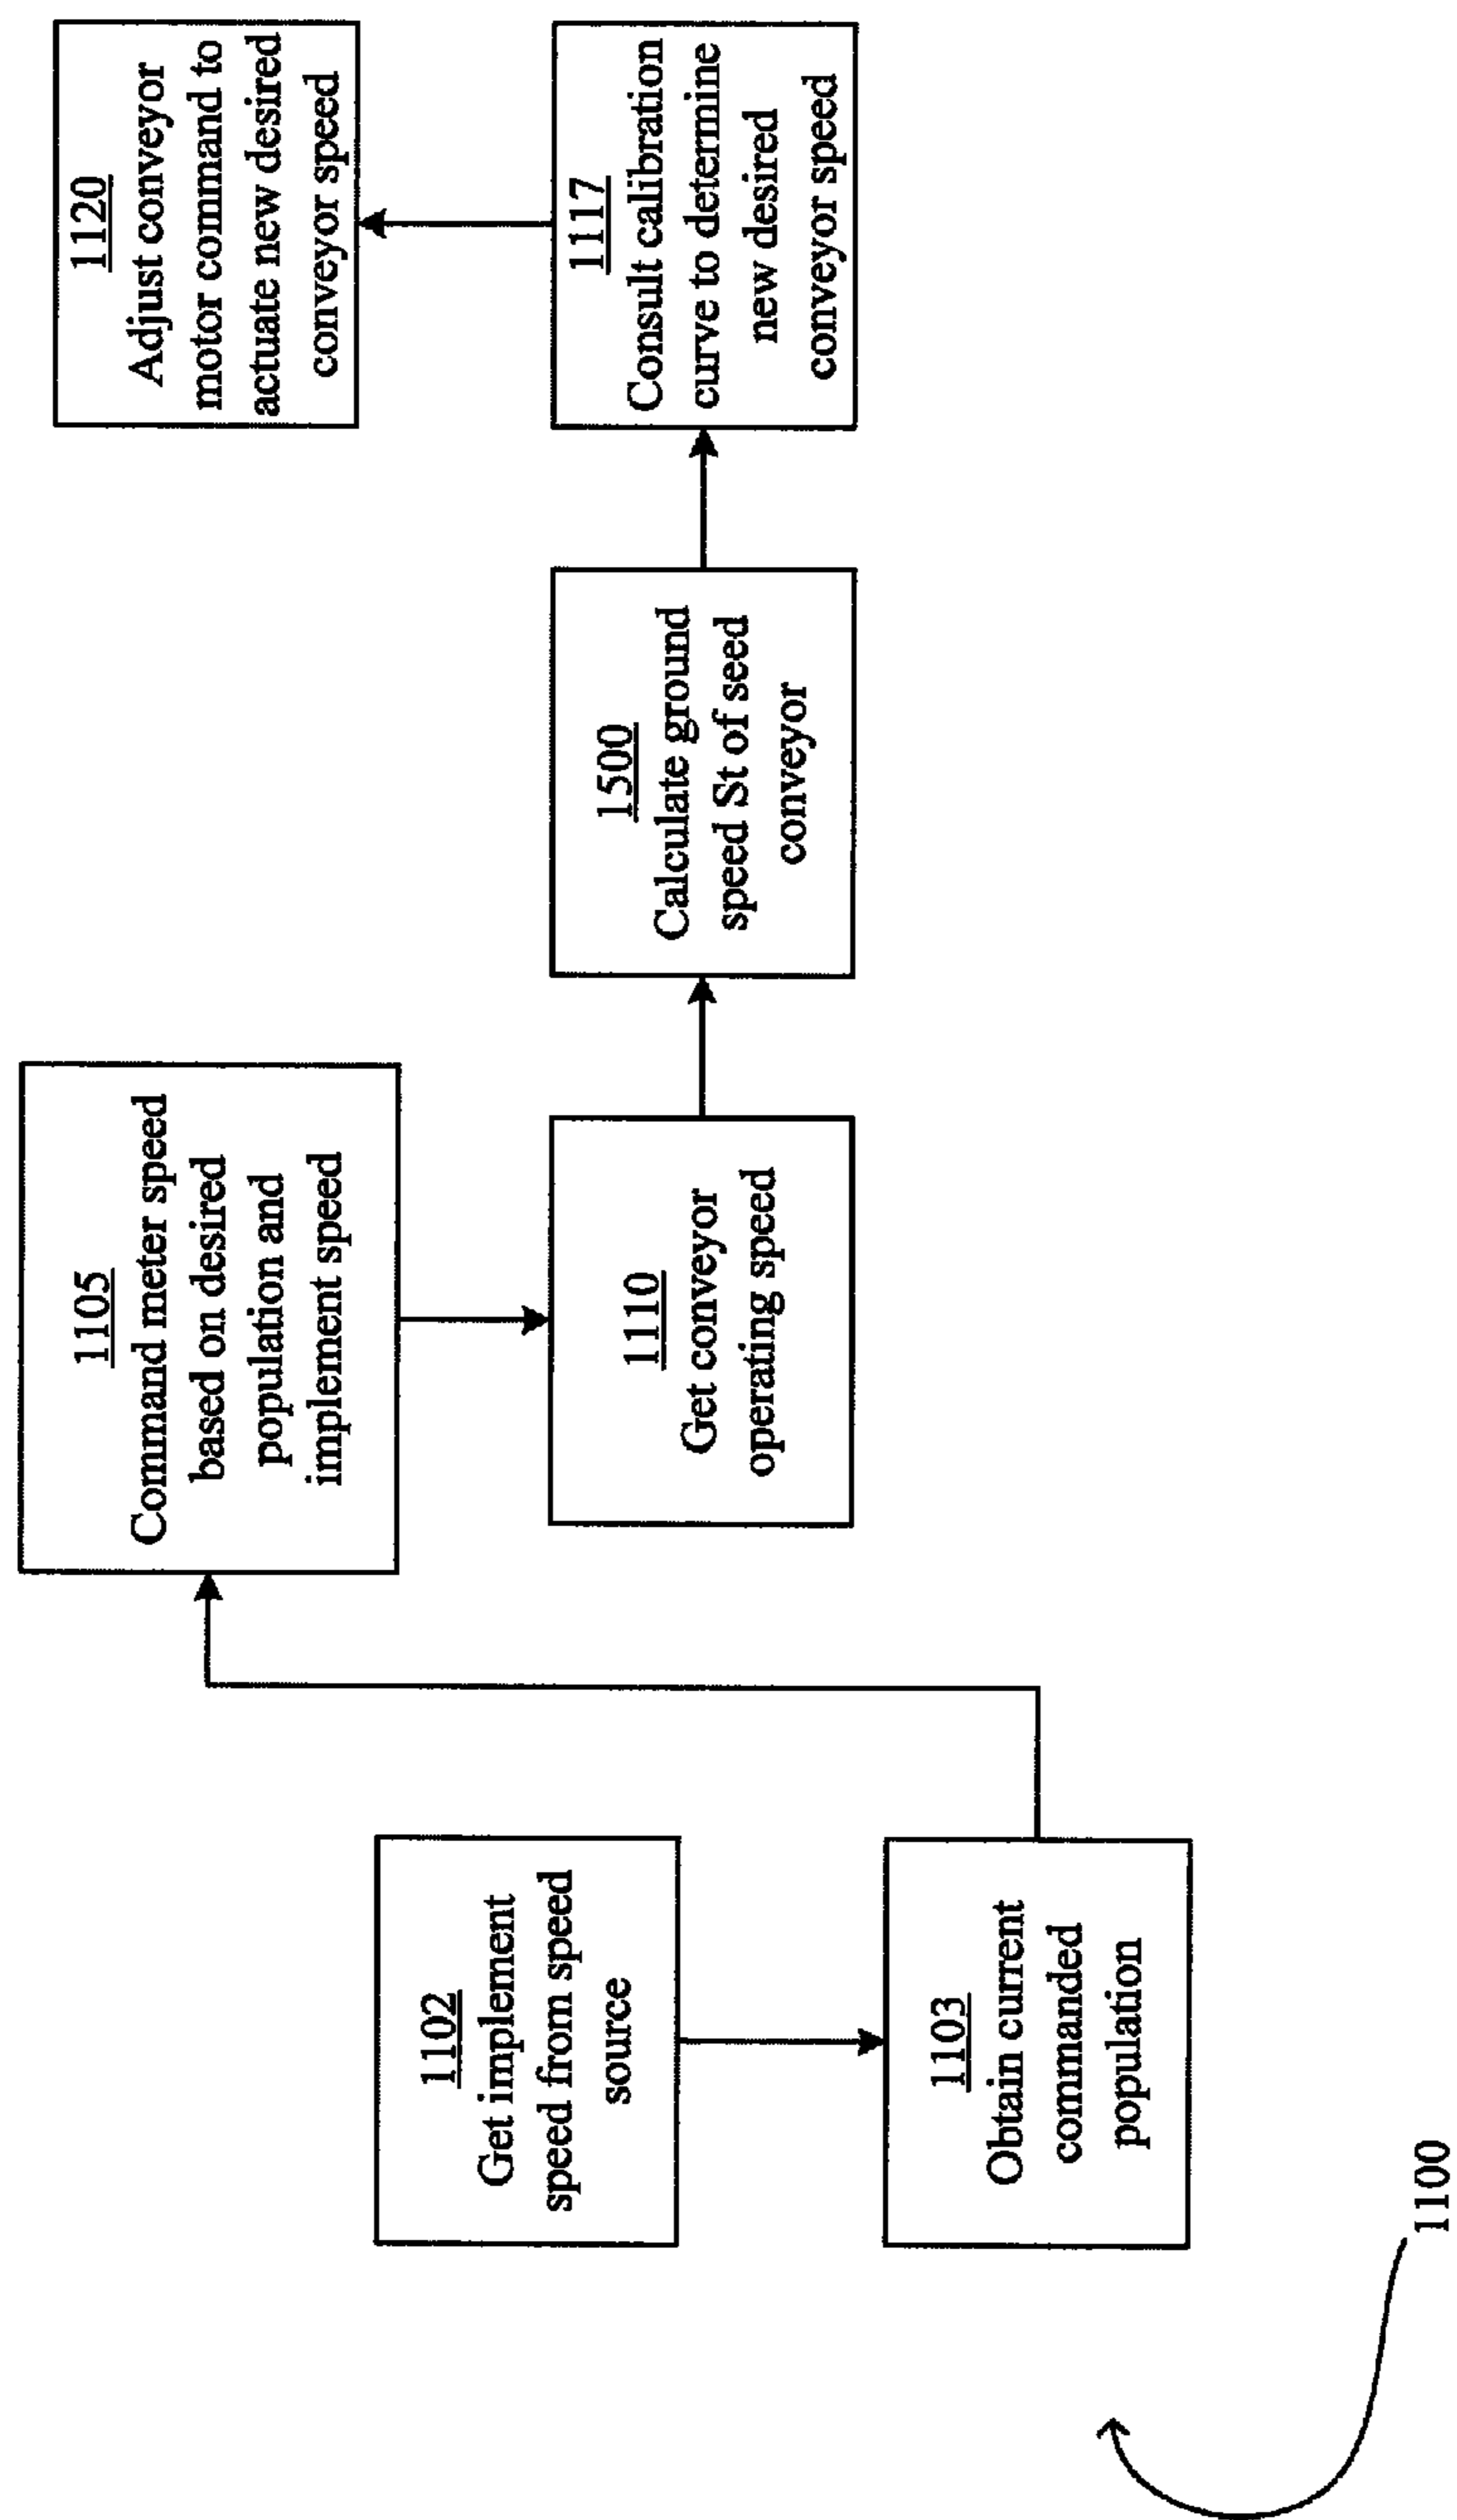 1102
Get implement
speed from speed
source
1103
Obtain current
commanded
population
1105
Command meter speed
based on desired
population and
implement speed
1110
Get conveyor
operating speed
1500
Calculate ground
speed St of seed
conveyor
1117
Consult calibration
curve to determine
new desired
conveyor speed
1120
Adjust conveyor
motor command to
actuate new desired
conveyor speed
1100